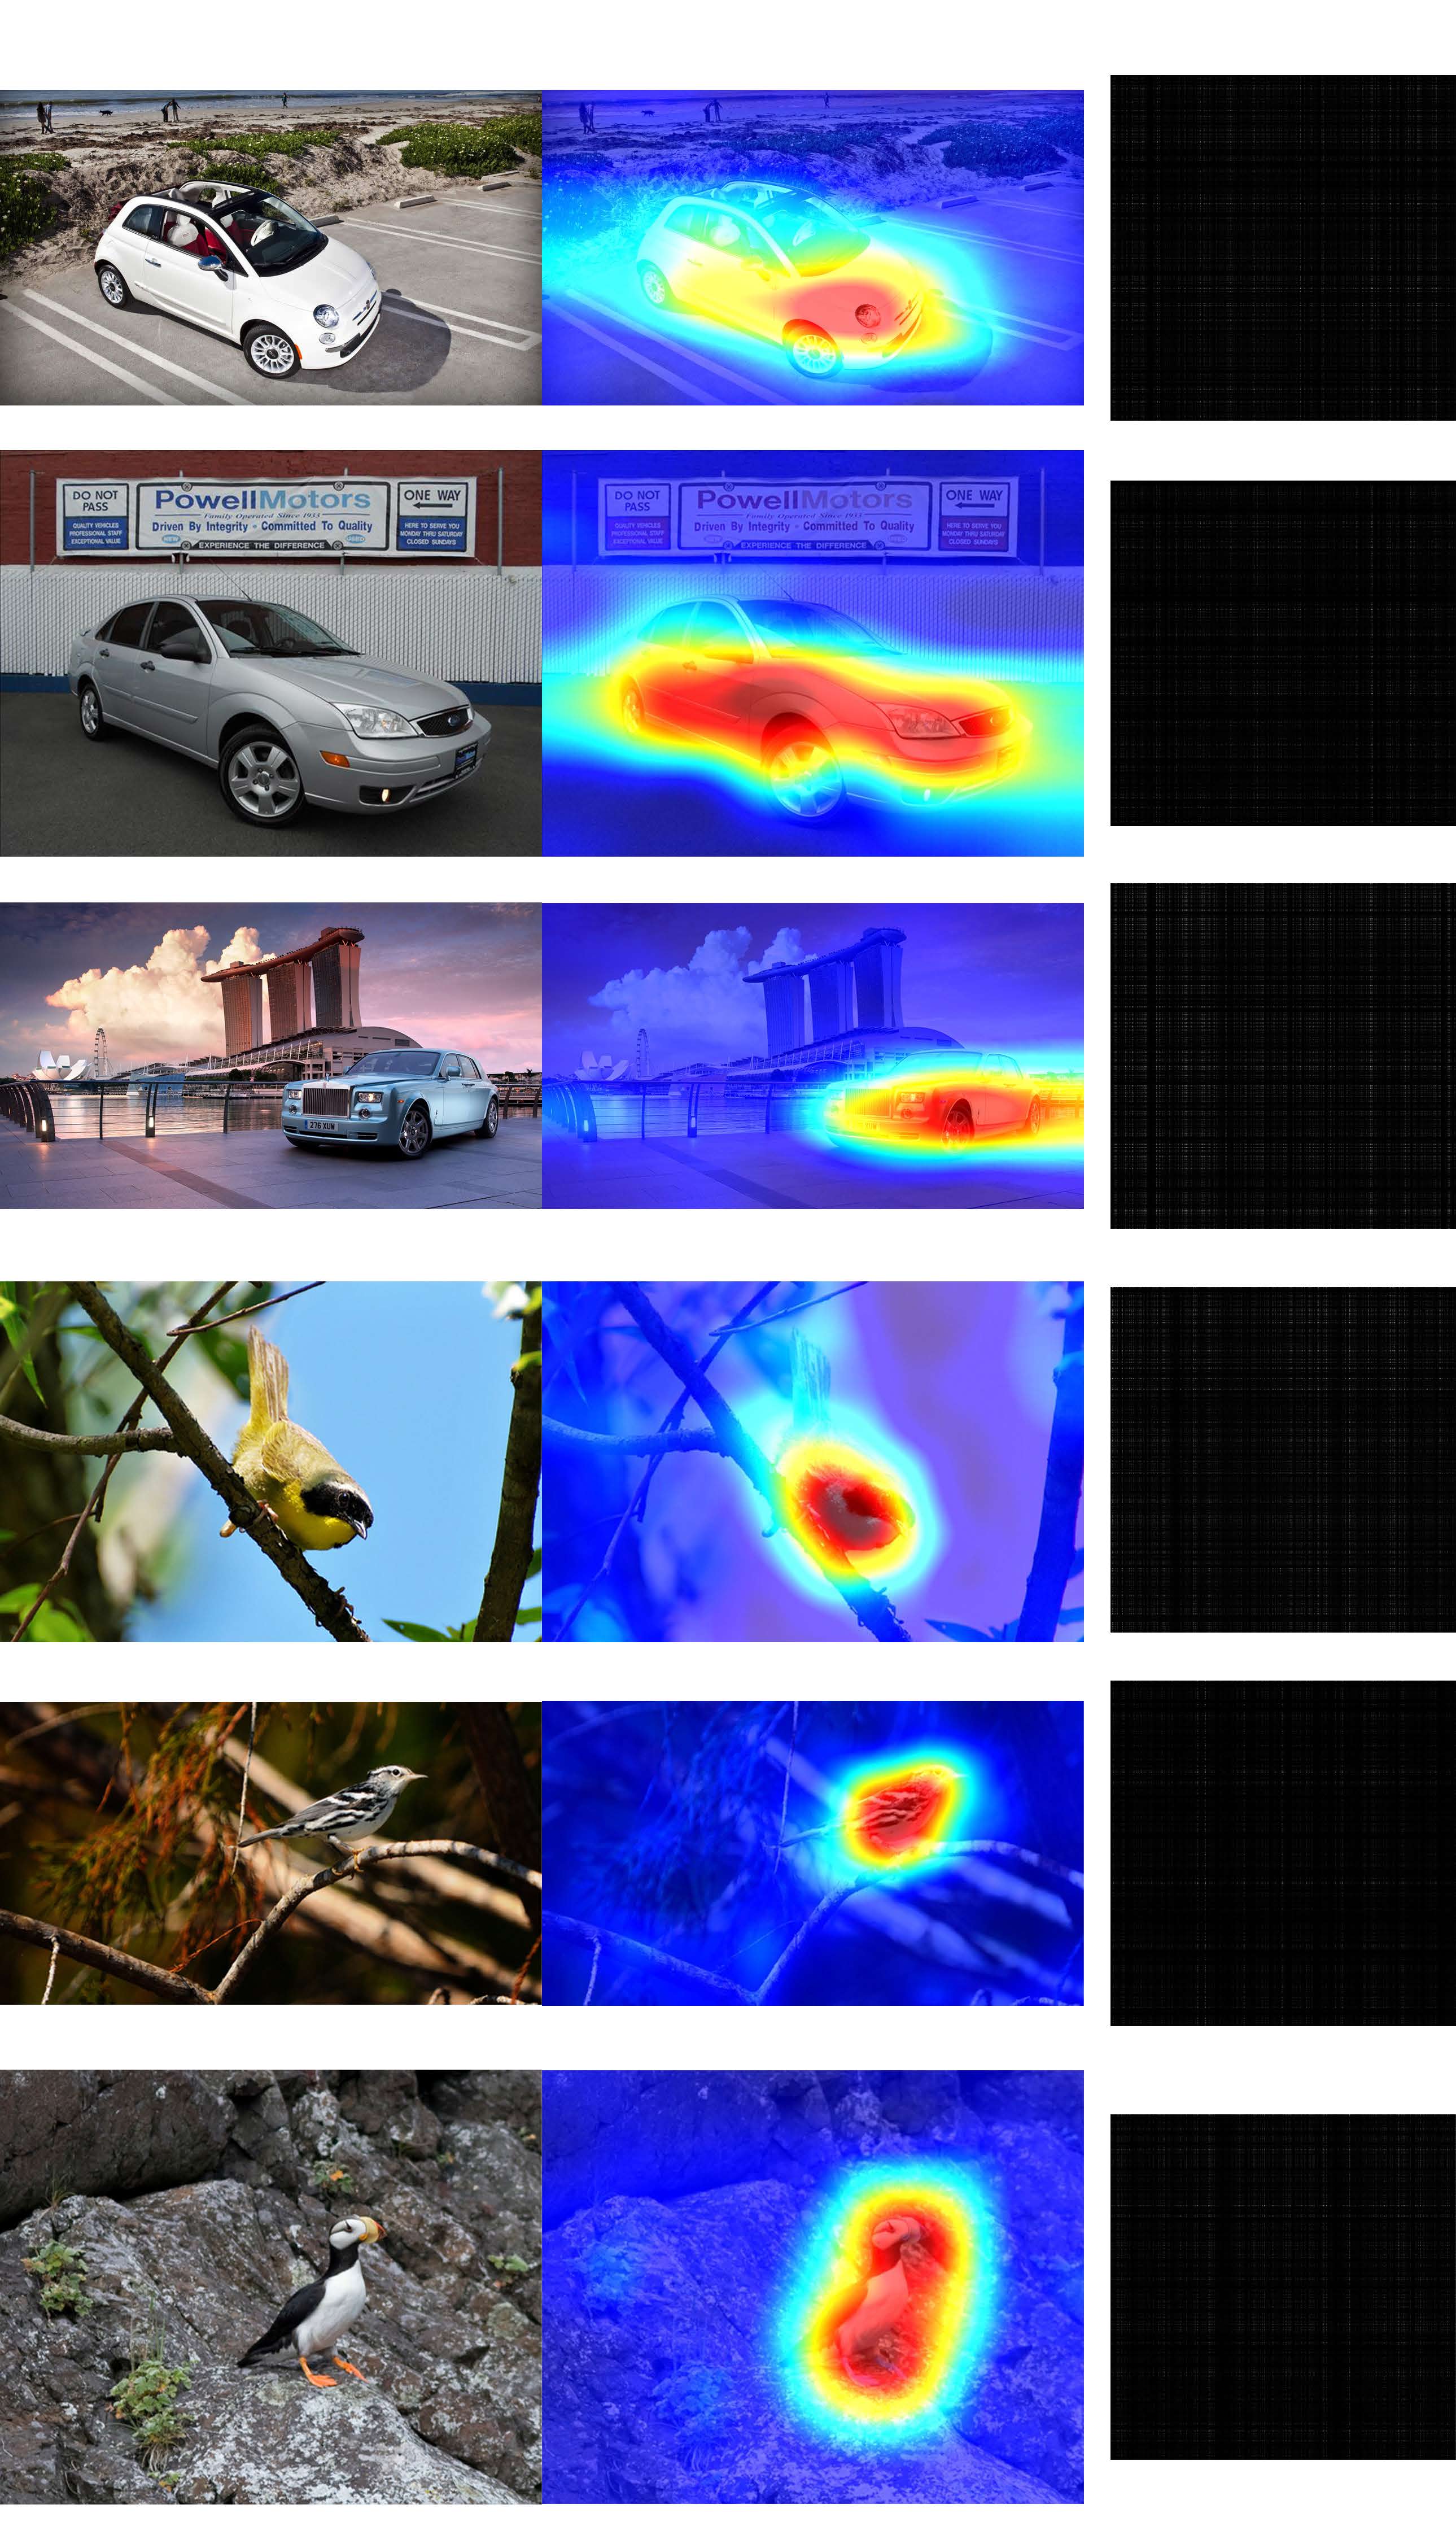 DO NOT
PASS
QUALITY VEHICLES
PROFESSIONAL STAFF
EXCEPTIONAL VALUE
PowellMotors
Family Operated Since 1953
Driven By Integrity - Committed To Quality
NEW
USED
EXPERIENCE THE DIFFERENCE
ONE WAY
HERE TO SERVE YOU
MONDAY THRU SATURDAY
CLOSED SUNDAYS
DO NOT
PASS
QUALITY VEHICLES
PROFESSIONAL STAFF
EXCEPTIONAL VALUE
PowellMotors
Family Operated Since 1953
Driven By Integrity - Committed To Quality
EXPERIENCE THE DIFFERENCE
ONE WAY
HERE TO SERVE YOU
MONDAY THRU SATURDAY
CLOSED SUNDAYS
276 XUW